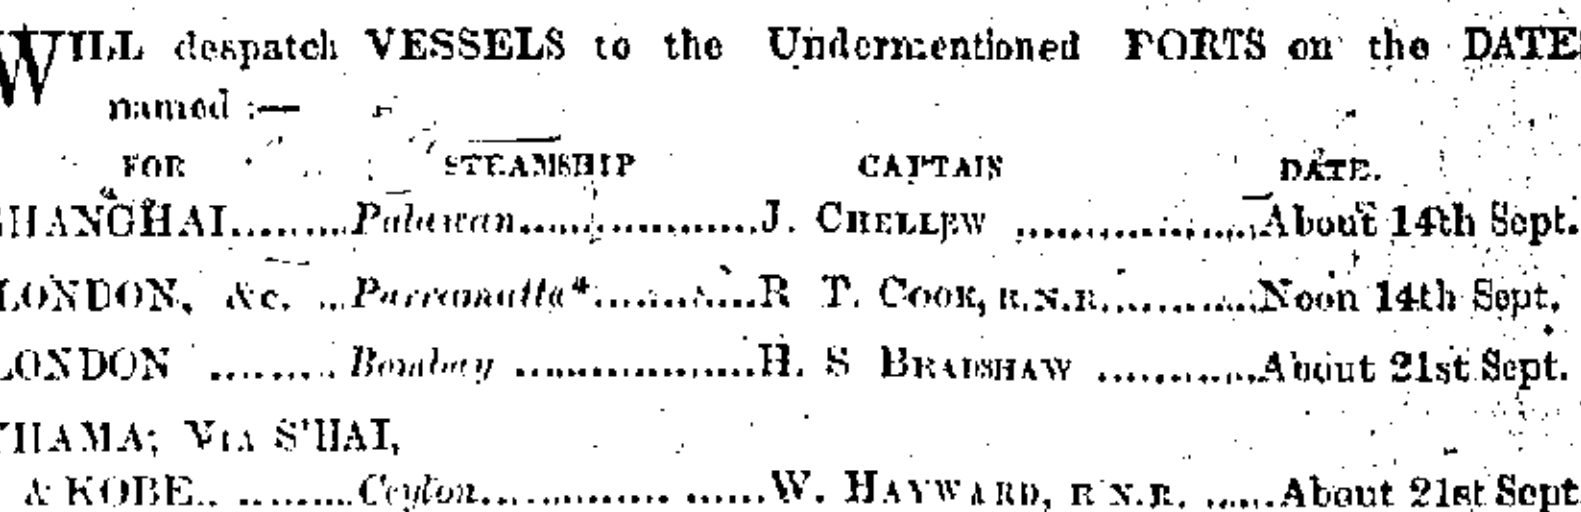 WILL despatch VESSELS to the Undermentioned PORTS on the DATES
named :—
FOR STEAMSHIP CAPTAIN DATE.
SHANGHAI.........Palawan..................J. CHELLEW ..................About 14th Sept.
LONDON, &c. ...Parramatta*............R T. COOK, R.N.R............Noon 14th Sept.
LONDON .........Bombay ..................H. S BRADSHAW ............About 21st Sept.
Y'HAMA; VIA S'HAI,
& KOBE.. .........Ceylon.....................W. HAYWARD, R N.R. ......About 21st Sept